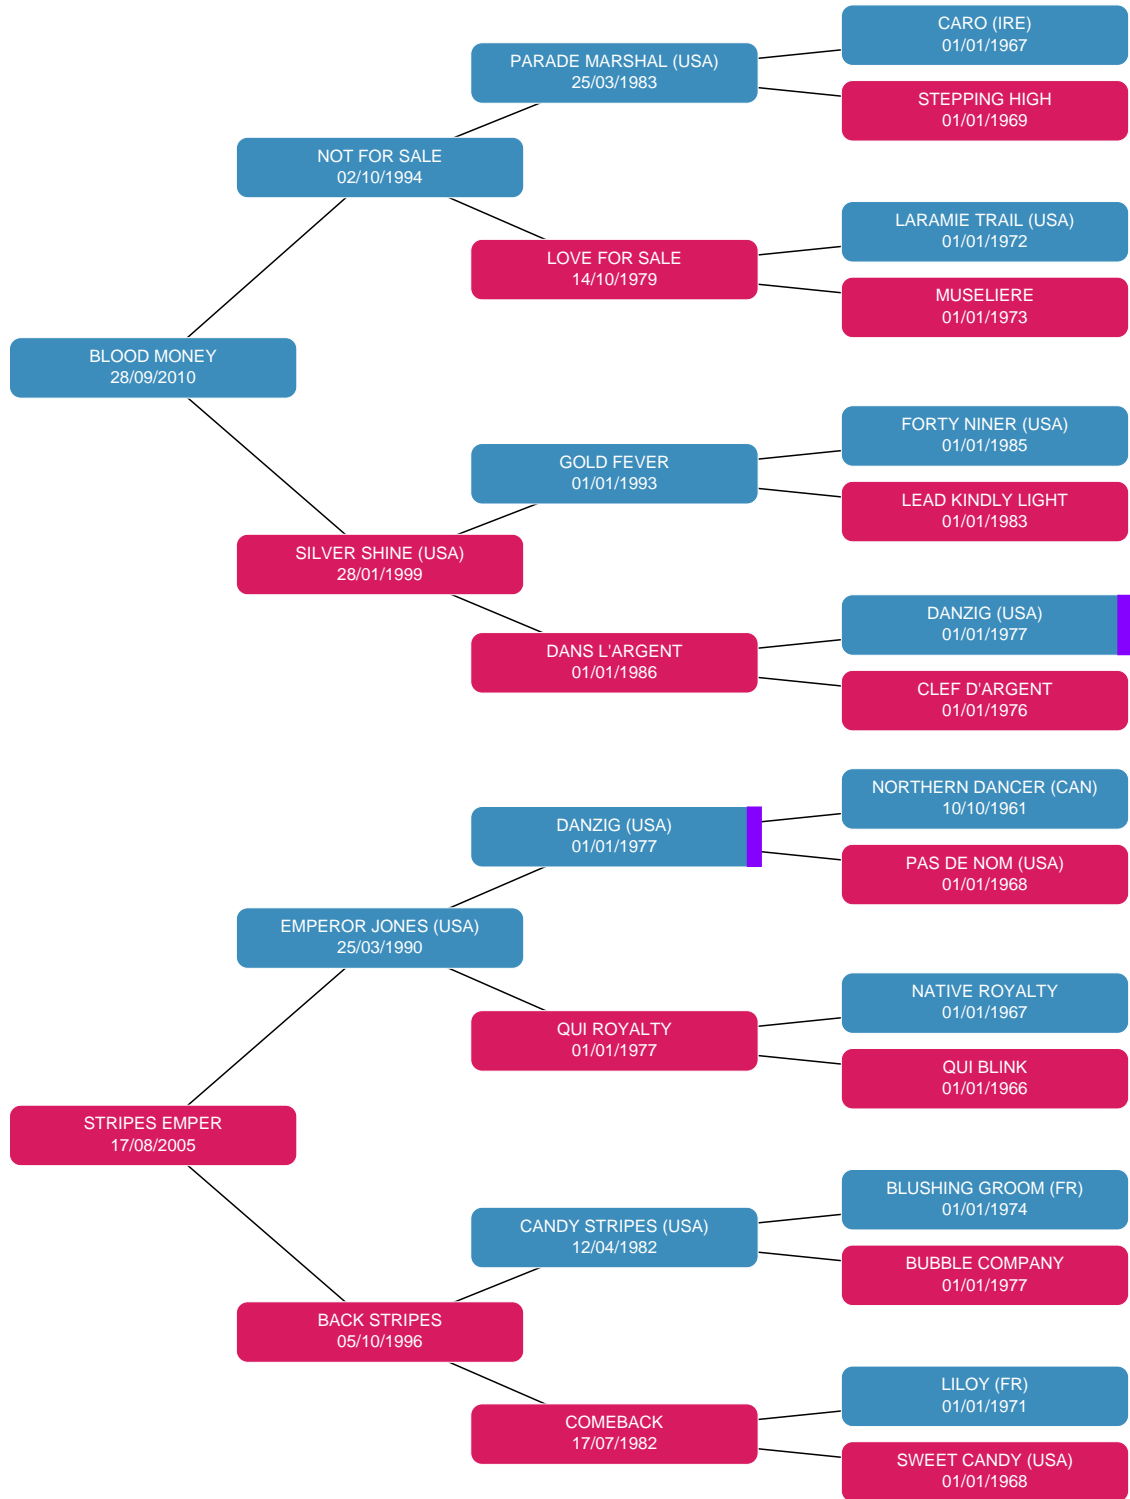 CARO (IRE)
01/01/1967
PARADE MARSHAL (USA)
25/03/1983
STEPPING HIGH
01/01/1969
NOT FOR SALE
02/10/1994
LARAMIE TRAIL (USA)
01/01/1972
LOVE FOR SALE
14/10/1979
MUSELIERE
01/01/1973
BLOOD MONEY
28/09/2010
FORTY NINER (USA)
01/01/1985
GOLD FEVER
01/01/1993
LEAD KINDLY LIGHT
01/01/1983
SILVER SHINE (USA)
28/01/1999
DANZIG (USA)
01/01/1977
DANS L'ARGENT
01/01/1986
CLEF D'ARGENT
01/01/1976
NORTHERN DANCER (CAN)
10/10/1961
DANZIG (USA)
01/01/1977
PAS DE NOM (USA)
01/01/1968
EMPEROR JONES (USA)
25/03/1990
NATIVE ROYALTY
01/01/1967
QUI ROYALTY
01/01/1977
QUI BLINK
01/01/1966
STRIPES EMPER
17/08/2005
BLUSHING GROOM (FR)
01/01/1974
CANDY STRIPES (USA)
12/04/1982
BUBBLE COMPANY
01/01/1977
BACK STRIPES
05/10/1996
LILOY (FR)
01/01/1971
COMEBACK
17/07/1982
SWEET CANDY (USA)
01/01/1968